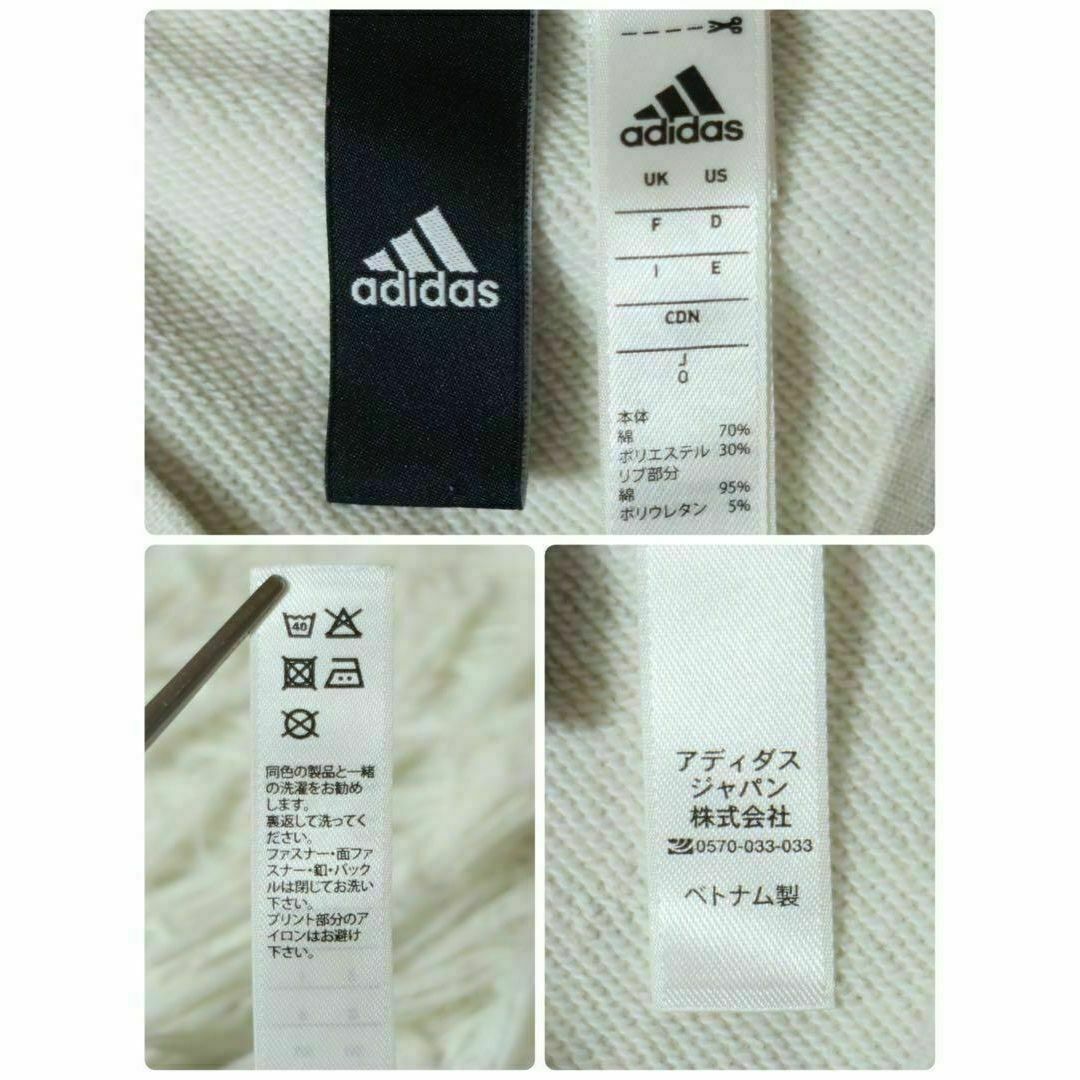 adidas
adidas
UK US
F D
I E
CDN
J
O
本体
綿 70%
ポリエステル 30%
リブ部分
綿 95%
ポリウレタン 5%
40
同色の製品と一緒
の洗濯をお勧め
します。
裏返して洗ってく
ださい。
ファスナー・面ファ
スナー・釦・バック
ルは閉じてお洗い
下さい。
プリント部分のア
イロンはお避け
下さい。
アディダス
ジャパン
株式会社
0570-033-033
ベトナム製